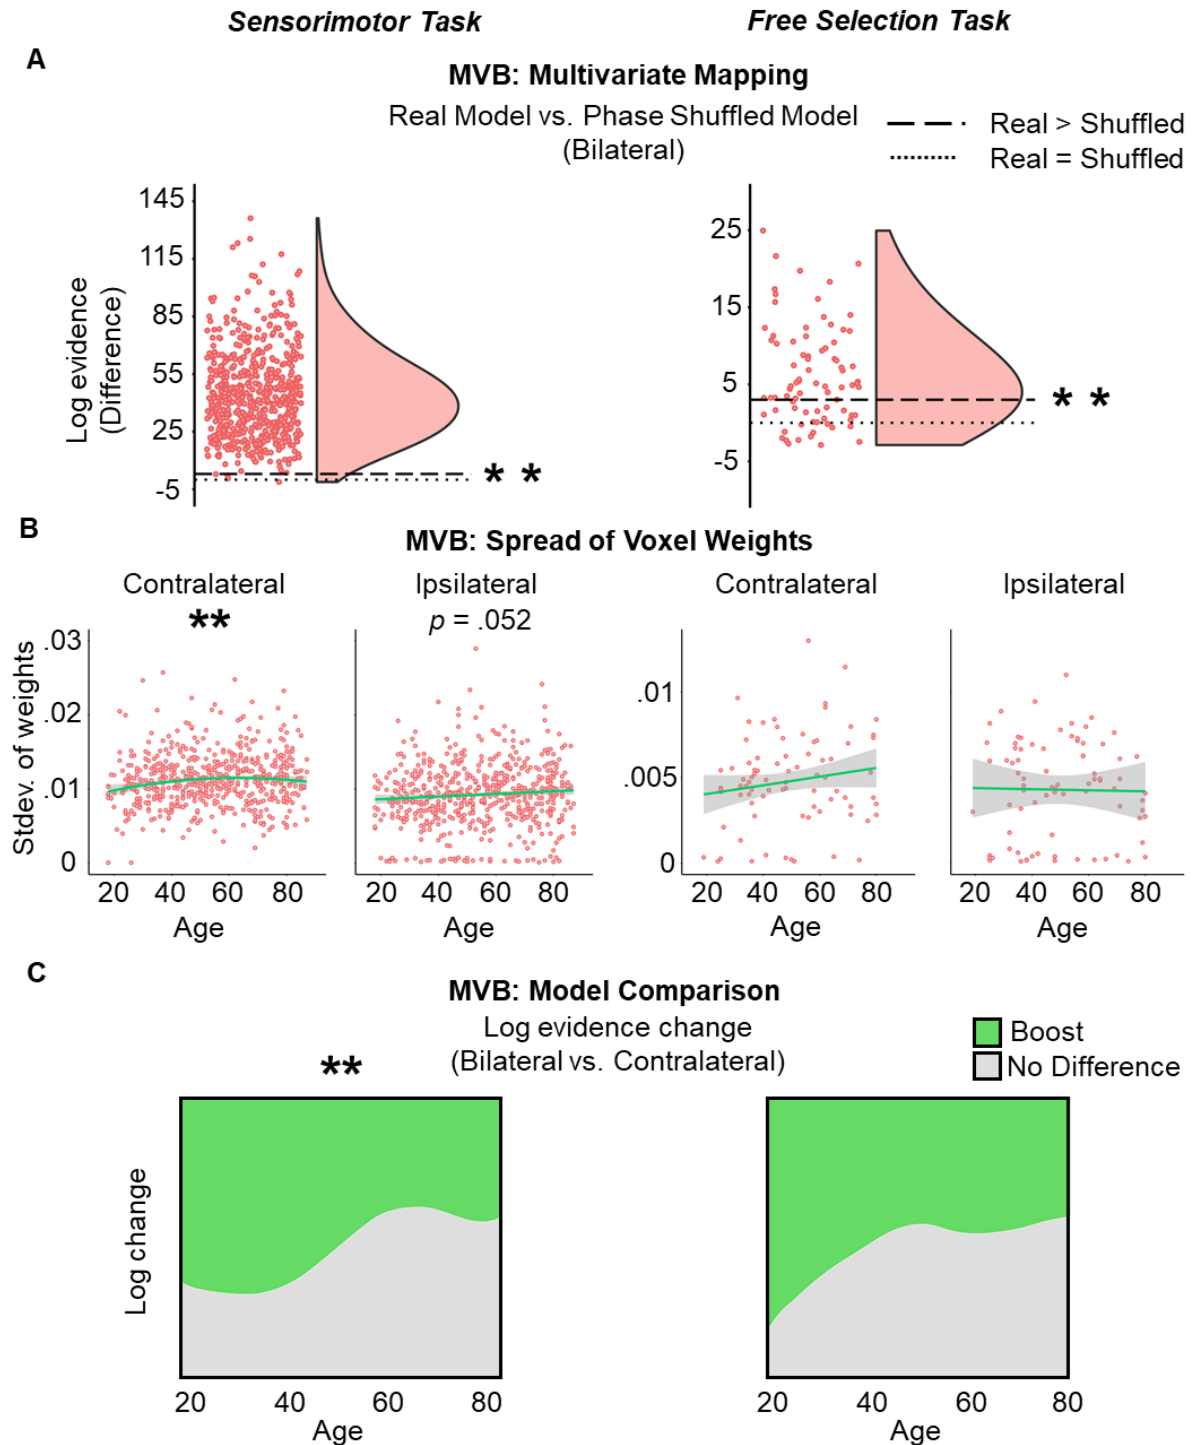 Sensorimotor Task
Free Selection Task
A
MVB: Multivariate Mapping
Real Model vs. Phase Shuffled Model
(Bilateral)
Real > Shuffled
Real = Shuffled
Log evidence
(Difference)
145
115
85
55
25
-5
**
25
15
5
-5
**
B
MVB: Spread of Voxel Weights
Contralateral
**
Ipsilateral
p = .052
Contralateral
Ipsilateral
Stdev. of weights
.03
.02
.01
0
.01
.005
0
20 40 60 80
20 40 60 80
20 40 60 80
20 40 60 80
Age
Age
Age
Age
C
MVB: Model Comparison
Log evidence change
(Bilateral vs. Contralateral)
**
Boost
No Difference
Log change
20 40 60 80
20 40 60 80
Age
Age